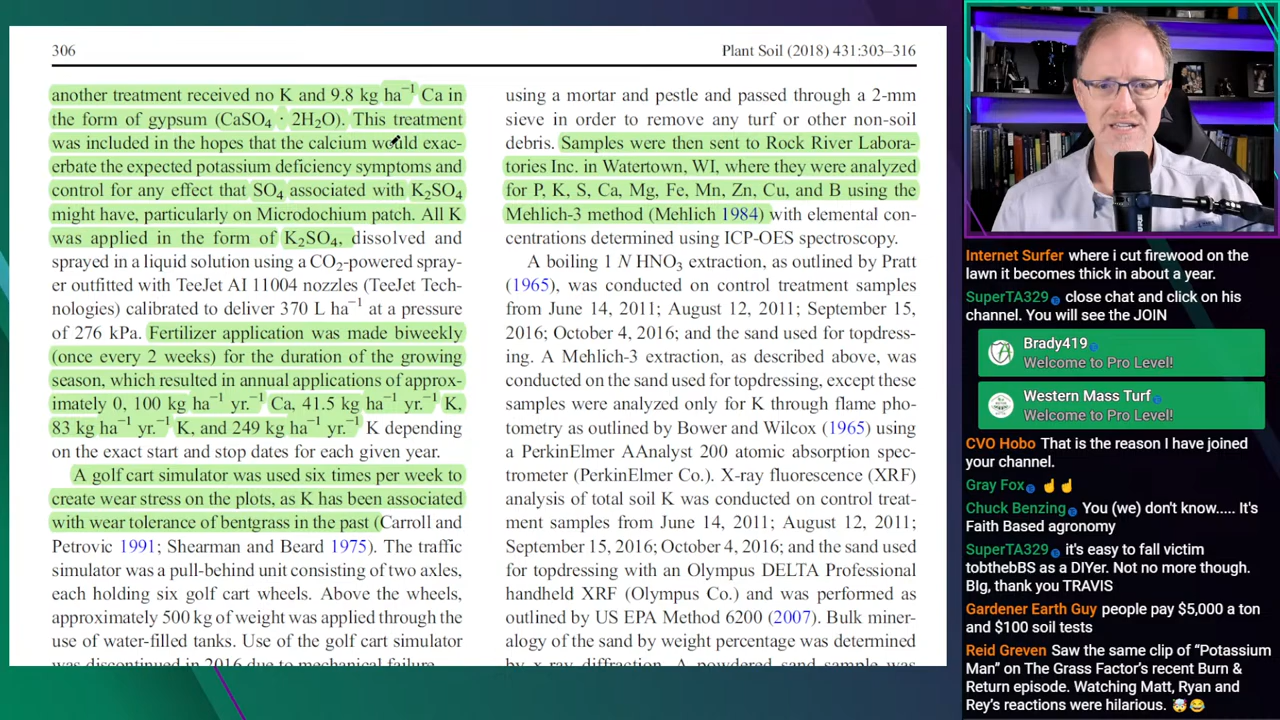 306
Plant Soil (2018) 431:303–316
another treatment received no K and 9.8 kg ha⁻¹ Ca in
the form of gypsum (CaSO₄ · 2H₂O). This treatment
was included in the hopes that the calcium would exac-
erbate the expected potassium deficiency symptoms and
control for any effect that SO₄ associated with K₂SO₄
might have, particularly on Microdochium patch. All K
was applied in the form of K₂SO₄, dissolved and
sprayed in a liquid solution using a CO₂-powered spray-
er outfitted with TeeJet AI 11004 nozzles (TeeJet Tech-
nologies) calibrated to deliver 370 L ha⁻¹ at a pressure
of 276 kPa. Fertilizer application was made biweekly
(once every 2 weeks) for the duration of the growing
season, which resulted in annual applications of approx-
imately 0, 100 kg ha⁻¹ yr.⁻¹ Ca, 41.5 kg ha⁻¹ yr.⁻¹ K,
83 kg ha⁻¹ yr.⁻¹ K, and 249 kg ha⁻¹ yr.⁻¹ K depending
on the exact start and stop dates for each given year.
A golf cart simulator was used six times per week to
create wear stress on the plots, as K has been associated
with wear tolerance of bentgrass in the past (Carroll and
Petrovic 1991; Shearman and Beard 1975). The traffic
simulator was a pull-behind unit consisting of two axles,
each holding six golf cart wheels. Above the wheels,
approximately 500 kg of weight was applied through the
use of water-filled tanks. Use of the golf cart simulator
was discontinued in 2016 due to mechanical failure.
using a mortar and pestle and passed through a 2-mm
sieve in order to remove any turf or other non-soil
debris. Samples were then sent to Rock River Labora-
tories Inc. in Watertown, WI, where they were analyzed
for P, K, S, Ca, Mg, Fe, Mn, Zn, Cu, and B using the
Mehlich-3 method (Mehlich 1984) with elemental con-
centrations determined using ICP-OES spectroscopy.
A boiling 1 N HNO₃ extraction, as outlined by Pratt
(1965), was conducted on control treatment samples
from June 14, 2011; August 12, 2011; September 15,
2016; October 4, 2016; and the sand used for topdress-
ing. A Mehlich-3 extraction, as described above, was
conducted on the sand used for topdressing, except these
samples were analyzed only for K through flame pho-
tometry as outlined by Bower and Wilcox (1965) using
a PerkinElmer AAnalyst 200 atomic absorption spec-
trometer (PerkinElmer Co.). X-ray fluorescence (XRF)
analysis of total soil K was conducted on control treat-
ment samples from June 14, 2011; August 12, 2011;
September 15, 2016; October 4, 2016; and the sand used
for topdressing with an Olympus DELTA Professional
handheld XRF (Olympus Co.) and was performed as
outlined by US EPA Method 6200 (2007). Bulk miner-
alogy of the sand by weight percentage was determined
by x-ray diffraction. A powdered sand sample was
Internet Surfer where i cut firewood on the
lawn it becomes thick in about a year.
SuperTA329 close chat and click on his
channel. You will see the JOIN
Brady419
Welcome to Pro Level!
Western Mass Turf
Welcome to Pro Level!
CVO Hobo That is the reason I have joined
your channel.
Gray Fox ☝️☝️
Chuck Benzing You (we) don't know..... It's
Faith Based agronomy
SuperTA329 it's easy to fall victim
tobthebBS as a DIYer. Not no more though.
BIg, thank you TRAVIS
Gardener Earth Guy people pay $5,000 a ton
and $100 soil tests
Reid Greven Saw the same clip of “Potassium
Man” on The Grass Factor’s recent Burn &
Return episode. Watching Matt, Ryan and
Rey’s reactions were hilarious. 🤯😂